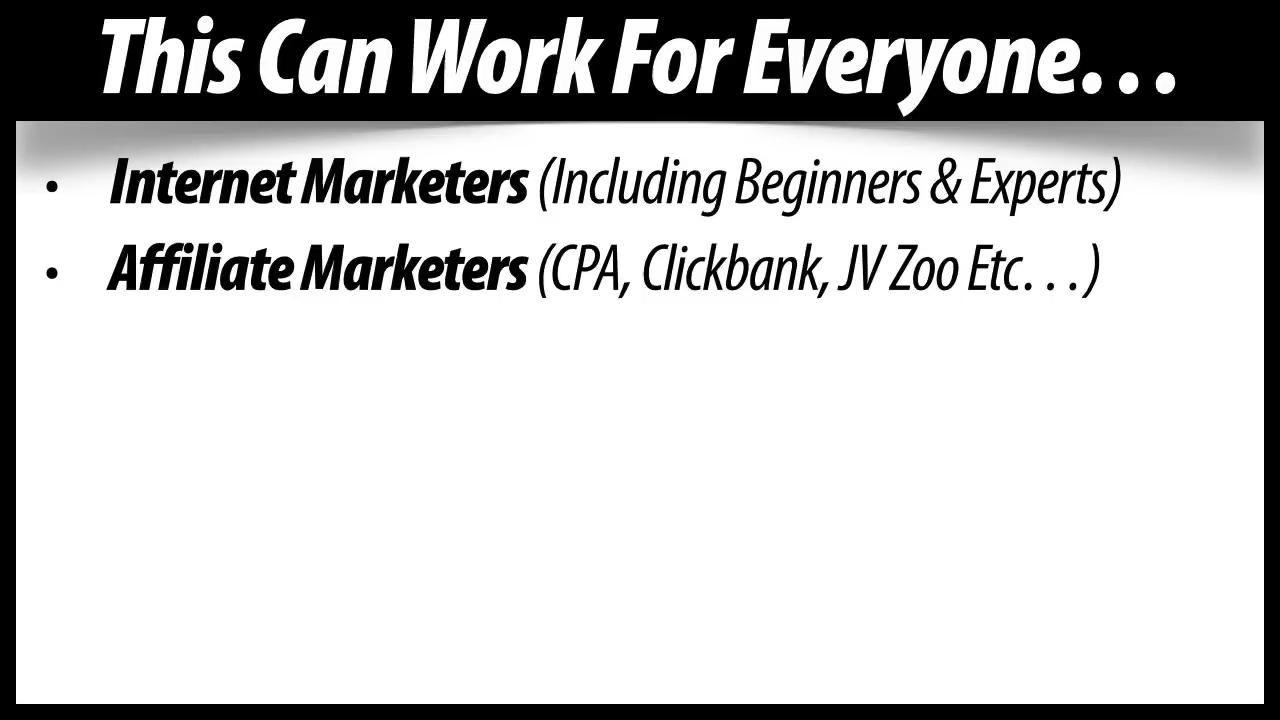 This Can Work For Everyone...
• Internet Marketers (Including Beginners & Experts)
• Affiliate Marketers (CPA, Clickbank, JV Zoo Etc...)